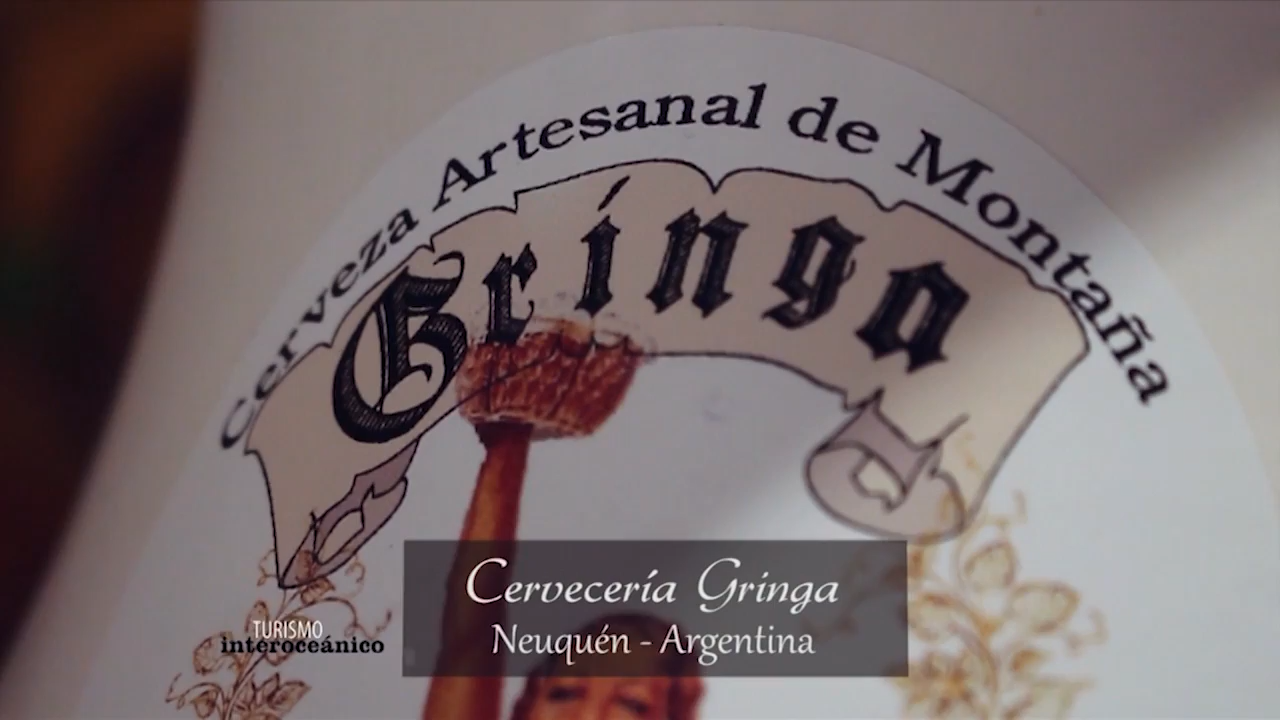 Cerveza Artesanal de Montaña
Gringa
Cervecería Gringa
Neuquén - Argentina
TURISMO
interoceánico